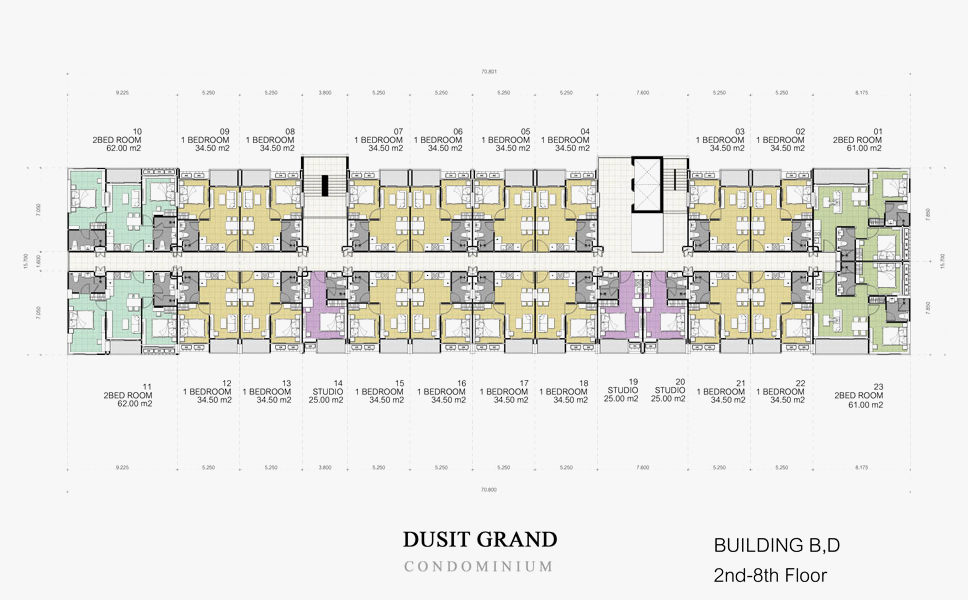 70.801
9.225 5.250 5.250 3.800 5.250 5.250 5.250 5.250 7.600 5.250 5.250 8.175
10 09 08 07 06 05 04 03 02 01
2BED ROOM 1 BEDROOM 1 BEDROOM 1 BEDROOM 1 BEDROOM 1 BEDROOM 1 BEDROOM 1 BEDROOM 1 BEDROOM 2BED ROOM
62.00 m2 34.50 m2 34.50 m2 34.50 m2 34.50 m2 34.50 m2 34.50 m2 34.50 m2 34.50 m2 61.00 m2
7.050
15.700 1.600 15.700
7.050
11 12 13 14 15 16 17 18 19 20 21 22 23
2BED ROOM 1 BEDROOM 1 BEDROOM STUDIO 1 BEDROOM 1 BEDROOM 1 BEDROOM 1 BEDROOM STUDIO STUDIO 1 BEDROOM 1 BEDROOM 2BED ROOM
62.00 m2 34.50 m2 34.50 m2 25.00 m2 34.50 m2 34.50 m2 34.50 m2 34.50 m2 25.00 m2 25.00 m2 34.50 m2 34.50 m2 61.00 m2
9.225 5.250 5.250 3.800 5.250 5.250 5.250 5.250 7.600 5.250 5.250 8.175
70.800
DUSIT GRAND
CONDOMINIUM
BUILDING B,D
2nd-8th Floor